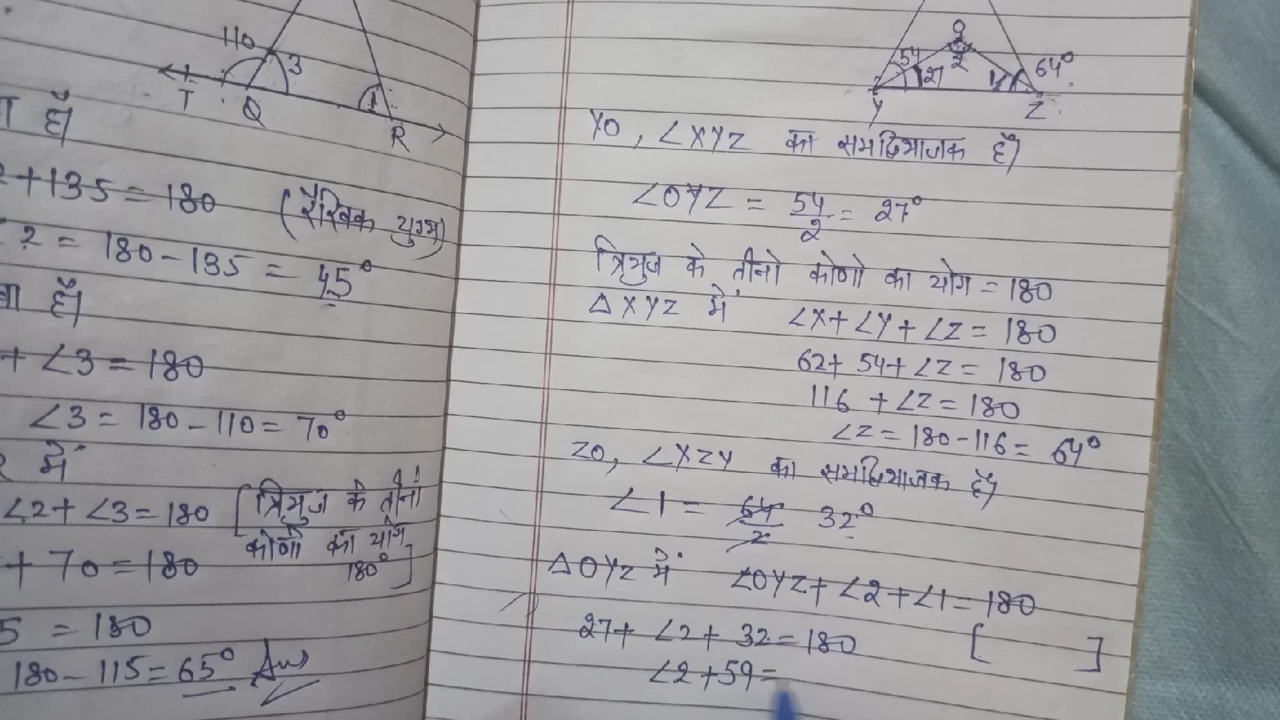 110
3
1
T
Q
R
है।
+135 = 180 (रैखिक युग्म)
2 = 180 - 135 = 45°
है।
+ ∠3 = 180
∠3 = 180 - 110 = 70°
में
∠2 + ∠3 = 180 [त्रिभुज के तीनों
कोणों का योग
180°]
+ 70 = 180
5 = 180
180 - 115 = 65° Ans
O
54
2
64°
27
1
Y
Z
YO, ∠XYZ का समद्विभाजक है।
∠OYZ = 54/2 = 27°
त्रिभुज के तीनो कोणो का योग = 180
△XYZ में ∠X + ∠Y + ∠Z = 180
62 + 54 + ∠Z = 180
116 + ∠Z = 180
∠Z = 180 - 116 = 64°
ZO, ∠XZY का समद्विभाजक है।
∠1 = 64/2 32°
△OYZ में ∠OYZ + ∠2 + ∠1 = 180
27 + ∠2 + 32 = 180 [ ]
∠2 + 59 =